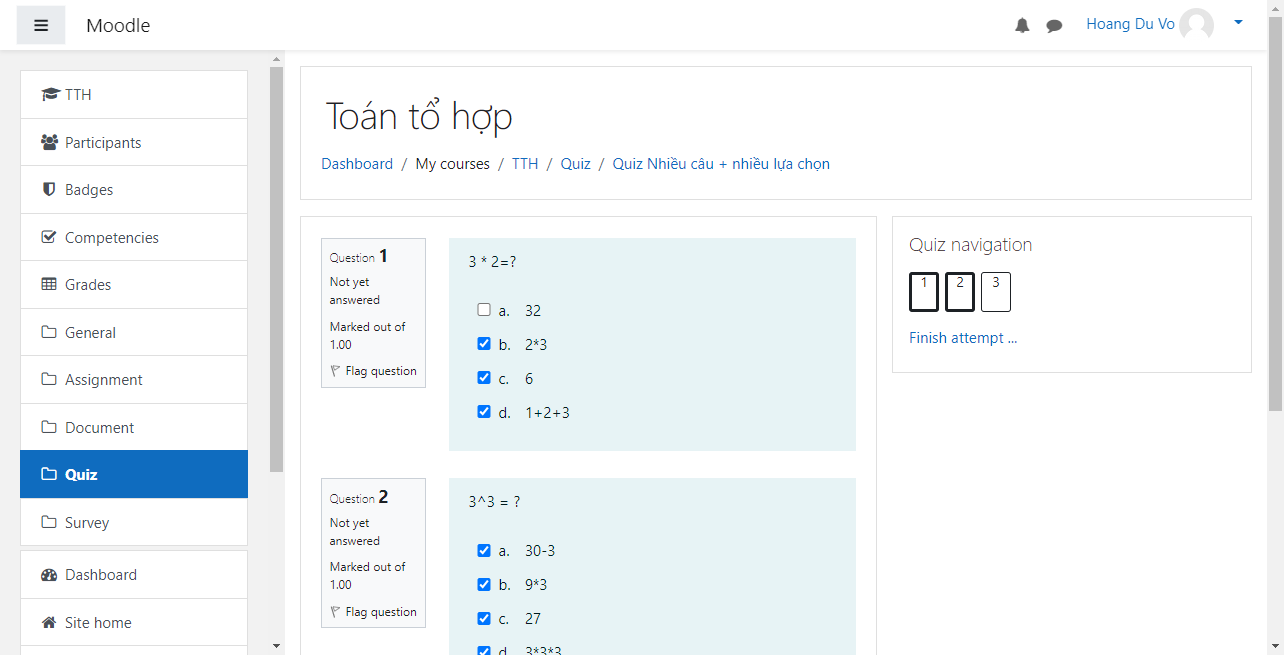 Moodle
Hoang Du Vo
TTH
Participants
Badges
Competencies
Grades
General
Assignment
Document
Quiz
Survey
Dashboard
Site home
Toán tổ hợp
Dashboard / My courses / TTH / Quiz / Quiz Nhiều câu + nhiều lựa chọn
Question 1
Not yet
answered
Marked out of
1.00
Flag question
3 * 2=?
a. 32
b. 2*3
c. 6
d. 1+2+3
Question 2
Not yet
answered
Marked out of
1.00
Flag question
3^3 = ?
a. 30-3
b. 9*3
c. 27
d. 3*3*3
Quiz navigation
1 2 3
Finish attempt ...